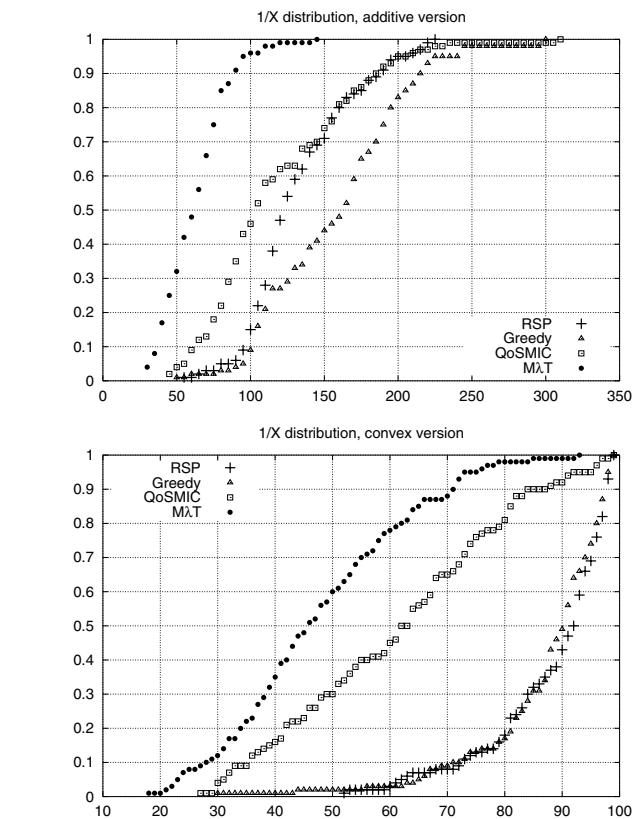 1/X distribution, additive version
1
0.9
0.8
0.7
0.6
0.5
0.4
0.3
0.2
0.1
0
RSP
Greedy
QoSMIC
MλT
0 50 100 150 200 250 300 350
1/X distribution, convex version
1
0.9
0.8
0.7
0.6
0.5
0.4
0.3
0.2
0.1
0
RSP
Greedy
QoSMIC
MλT
10 20 30 40 50 60 70 80 90 100